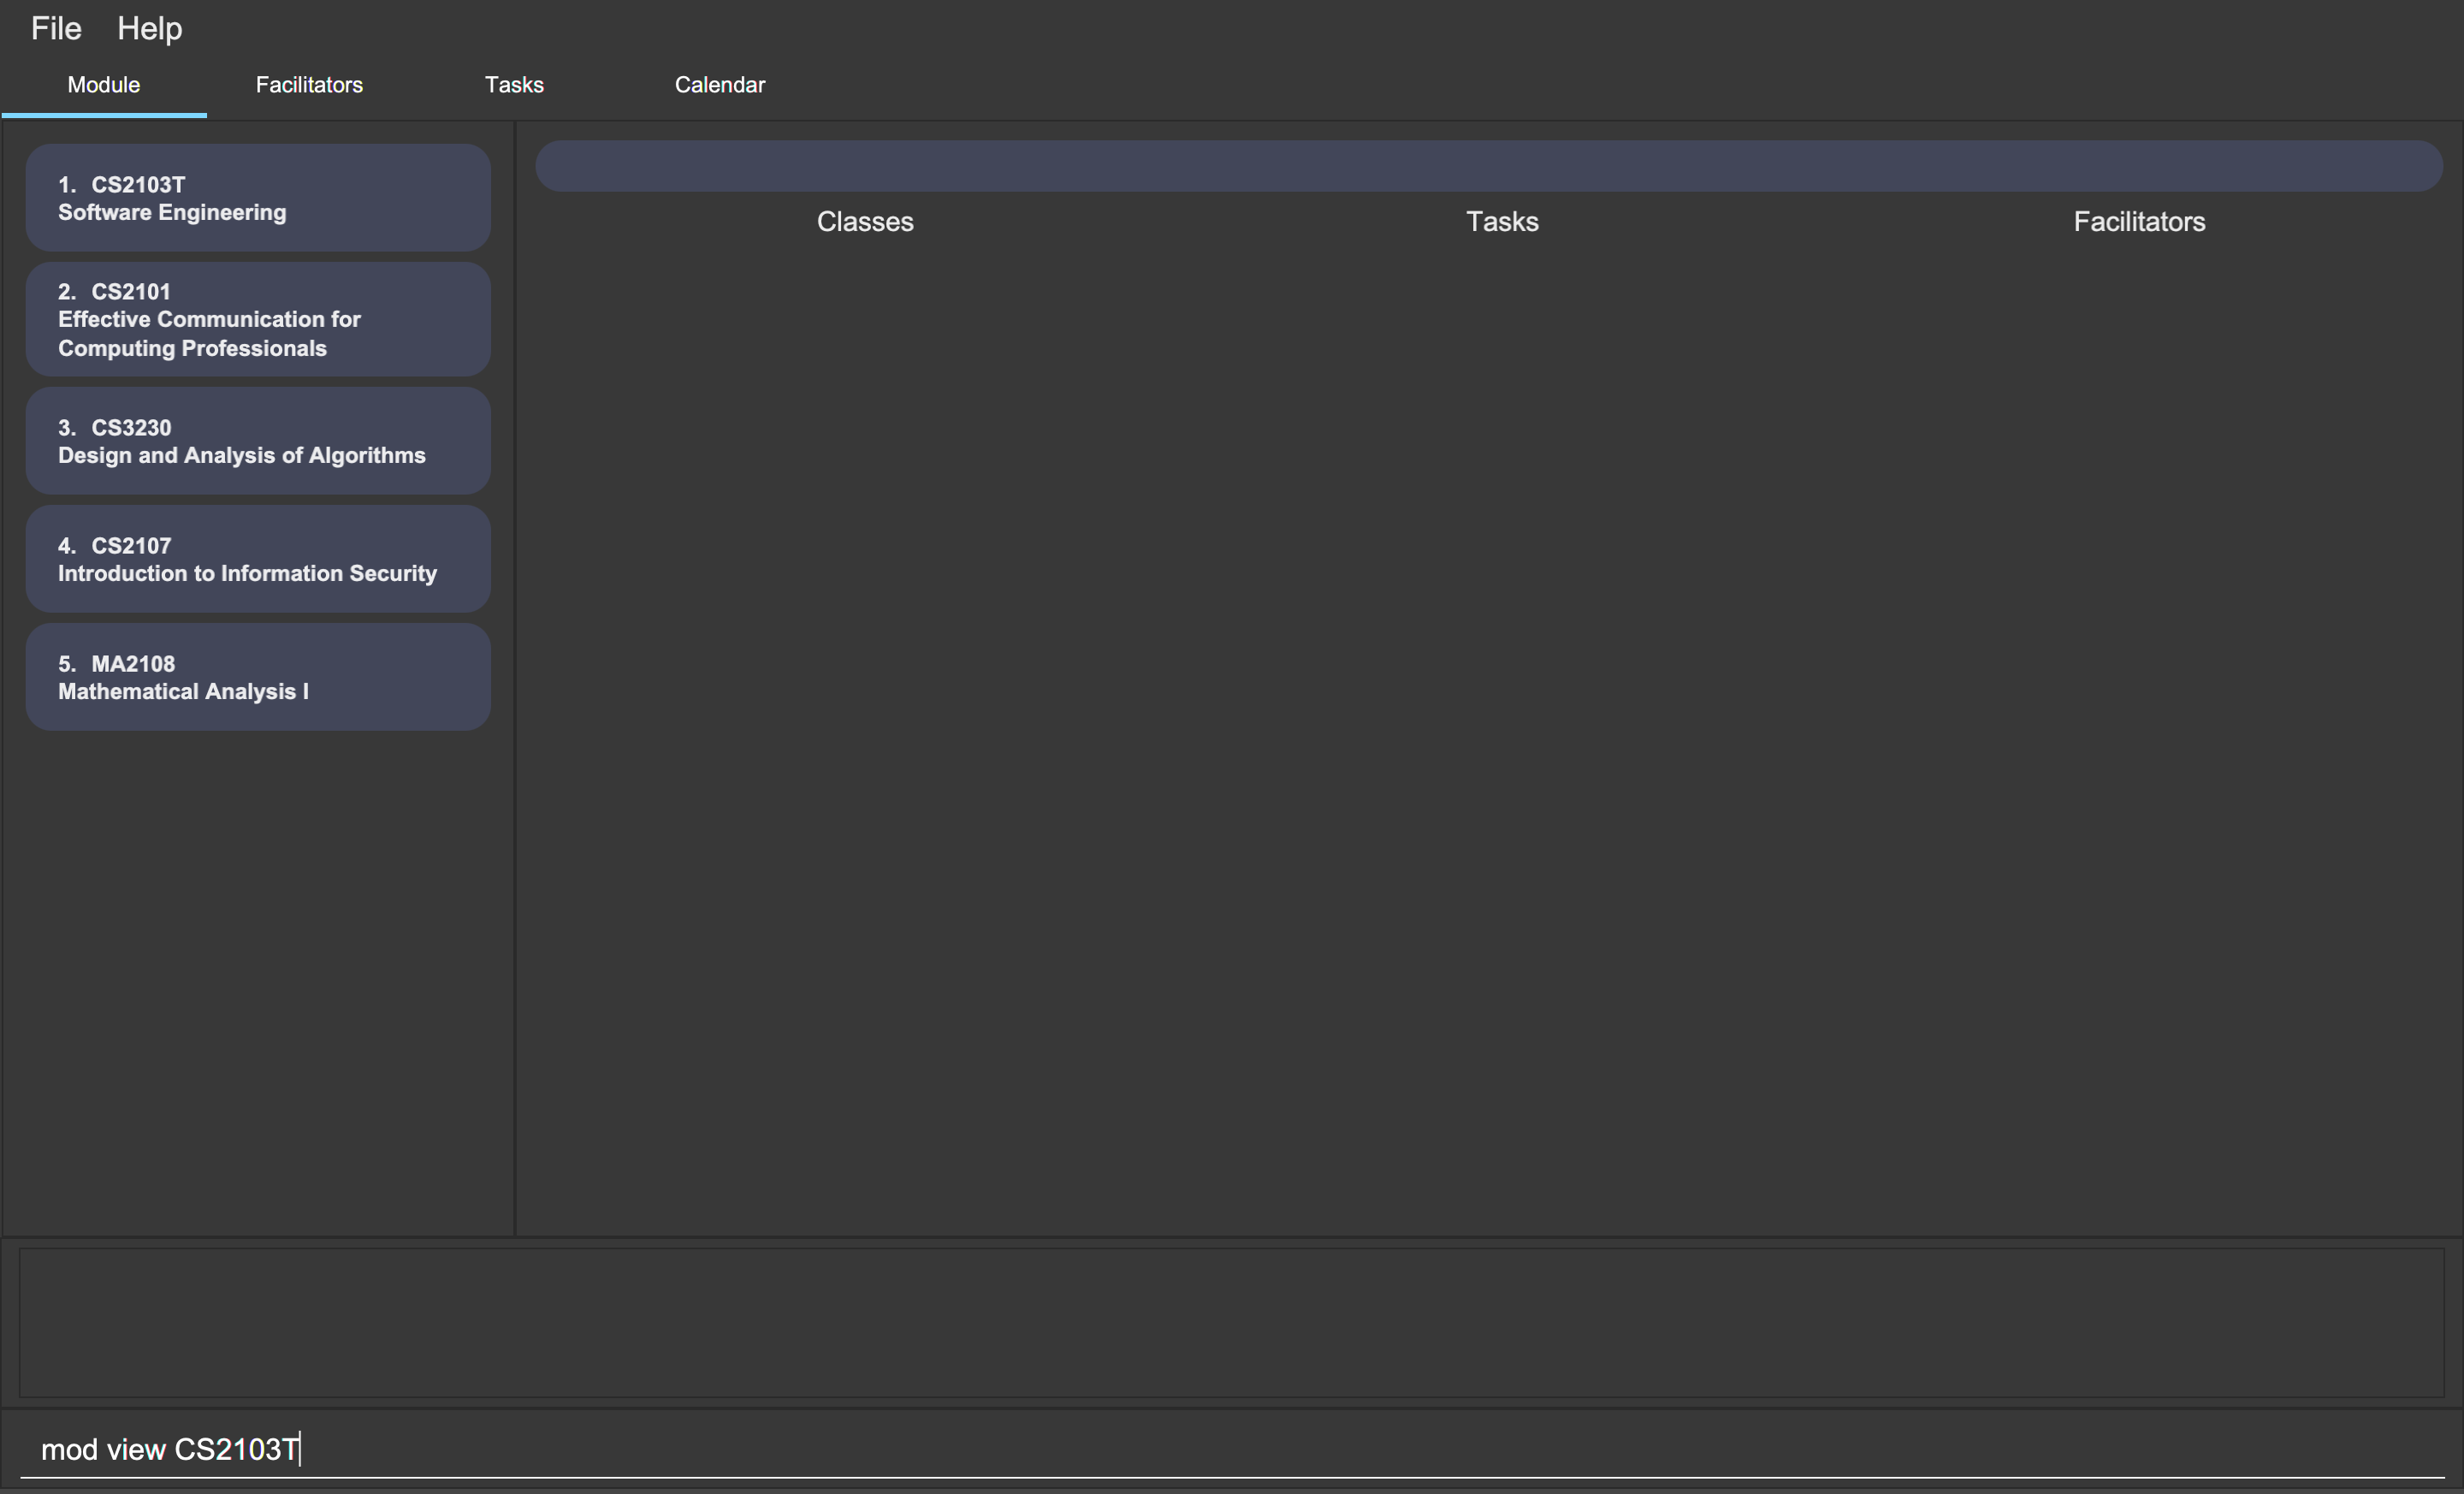 File Help
Module Facilitators Tasks Calendar
1. CS2103T
Software Engineering
2. CS2101
Effective Communication for
Computing Professionals
3. CS3230
Design and Analysis of Algorithms
4. CS2107
Introduction to Information Security
5. MA2108
Mathematical Analysis I
Classes Tasks Facilitators
mod view CS2103T